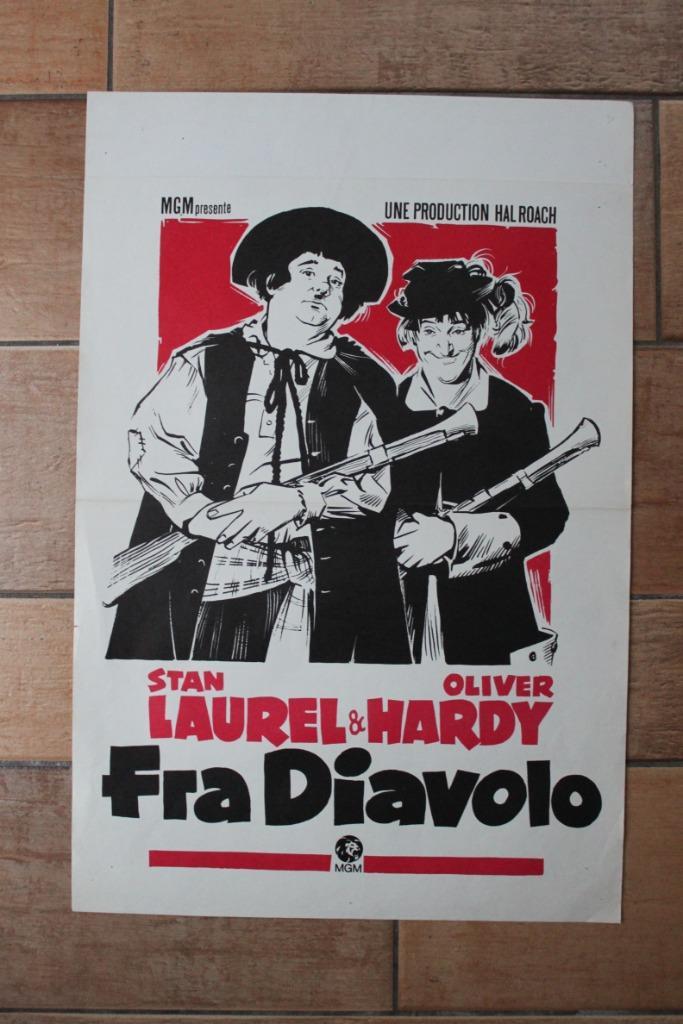 MGM presente
UNE PRODUCTION HAL ROACH
STAN OLIVER
LAUREL & HARDY
Fra Diavolo
MGM